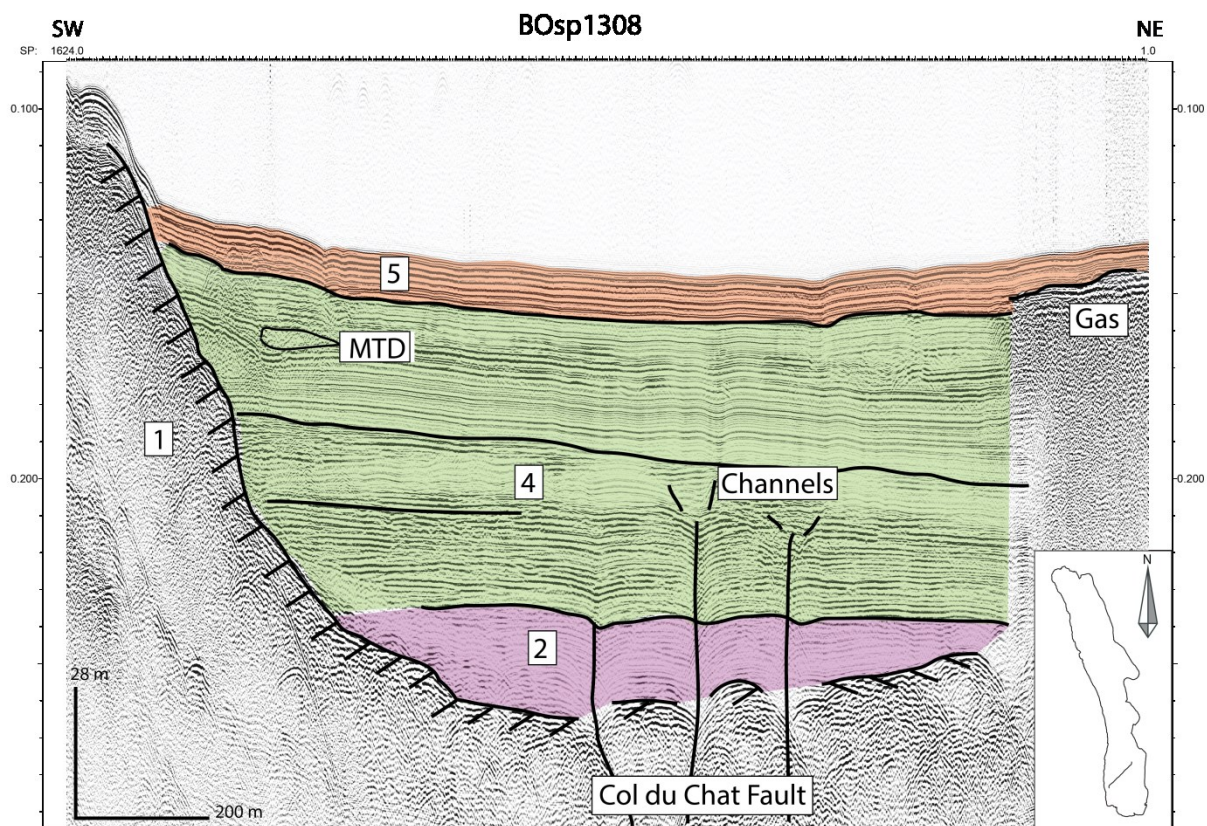 BOsp1308
SW
NE
SP: 1624.0
1.0
0.100
0.100
5
Gas
MTD
1
0.200
0.200
4
Channels
N
2
28 m
Col du Chat Fault
200 m